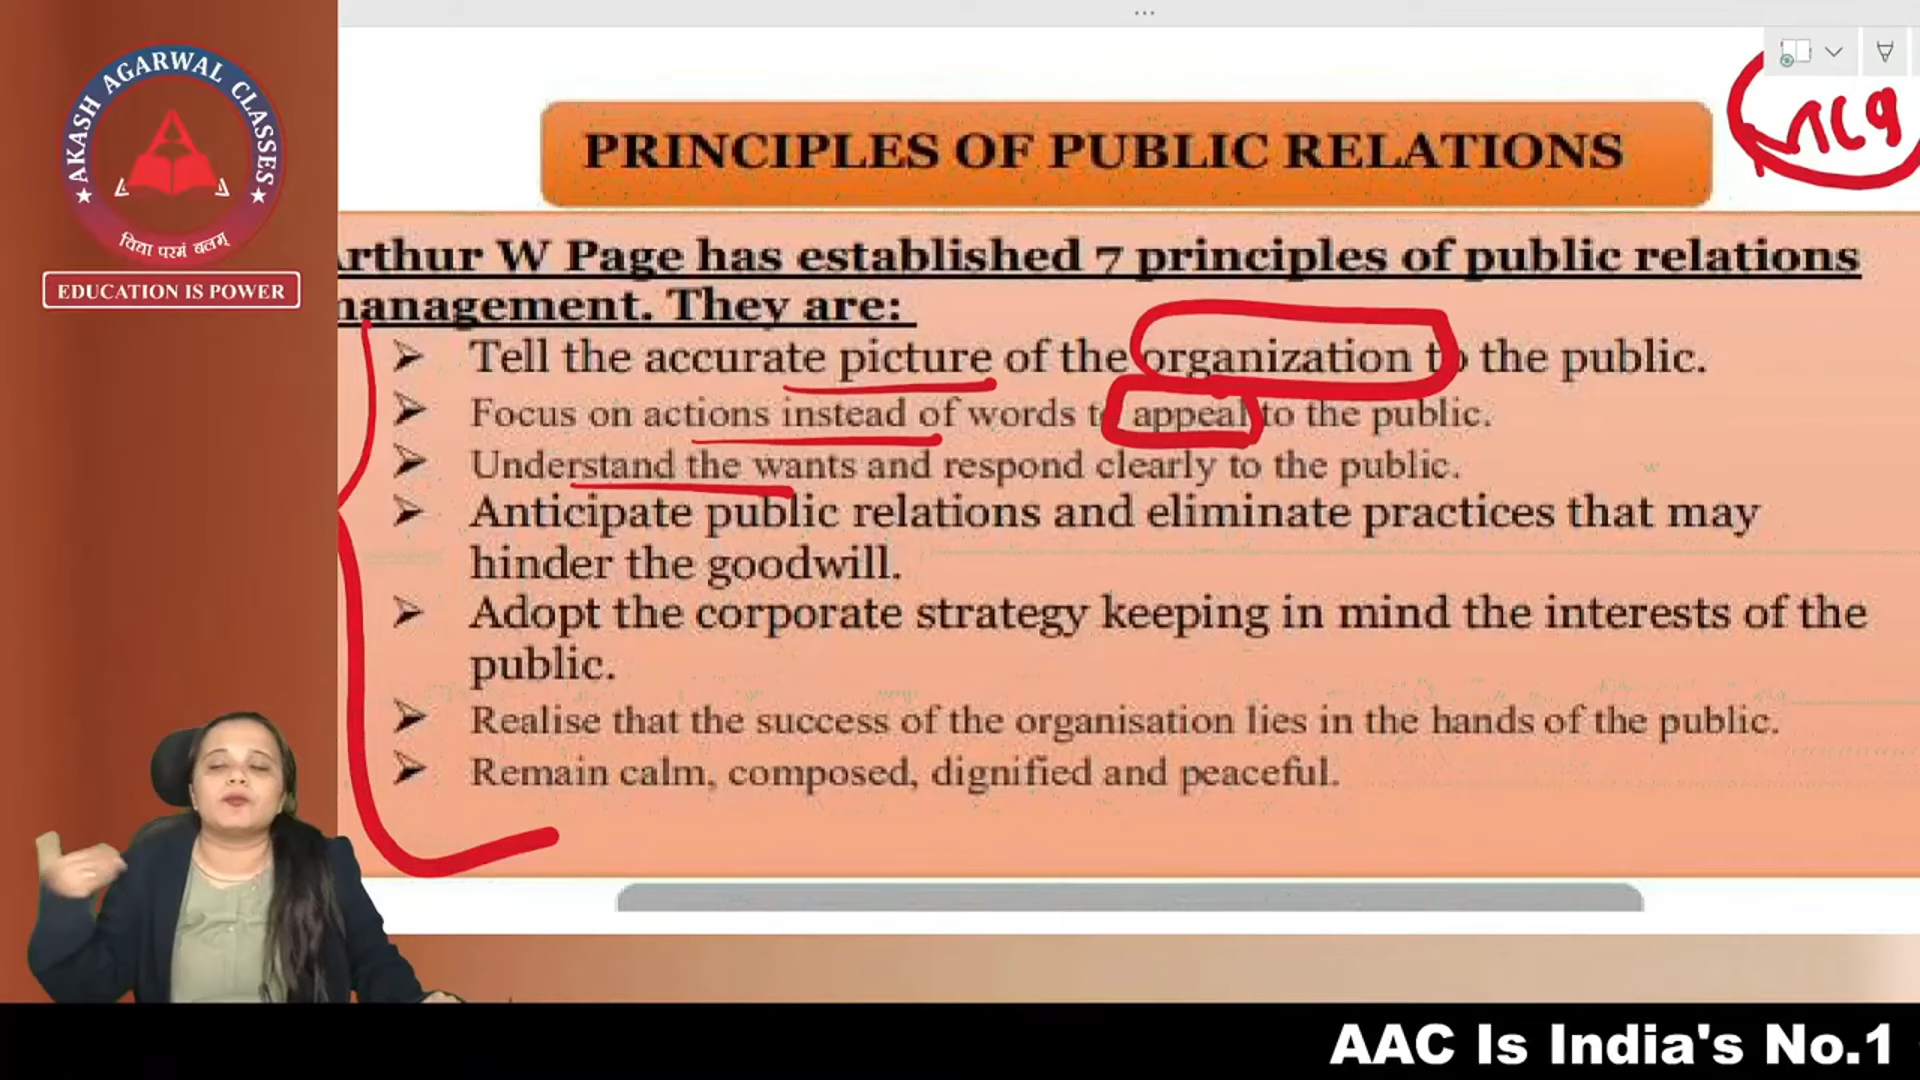 AKASH AGARWAL CLASSES
विद्या परमं बलम्
EDUCATION IS POWER
PRINCIPLES OF PUBLIC RELATIONS
rthur W Page has established 7 principles of public relations
anagement. They are:
➤ Tell the accurate picture of the organization to the public.
➤ Focus on actions instead of words to appeal to the public.
➤ Understand the wants and respond clearly to the public.
➤ Anticipate public relations and eliminate practices that may
hinder the goodwill.
➤ Adopt the corporate strategy keeping in mind the interests of the
public.
➤ Realise that the success of the organisation lies in the hands of the public.
➤ Remain calm, composed, dignified and peaceful.
AAC Is India's No.1